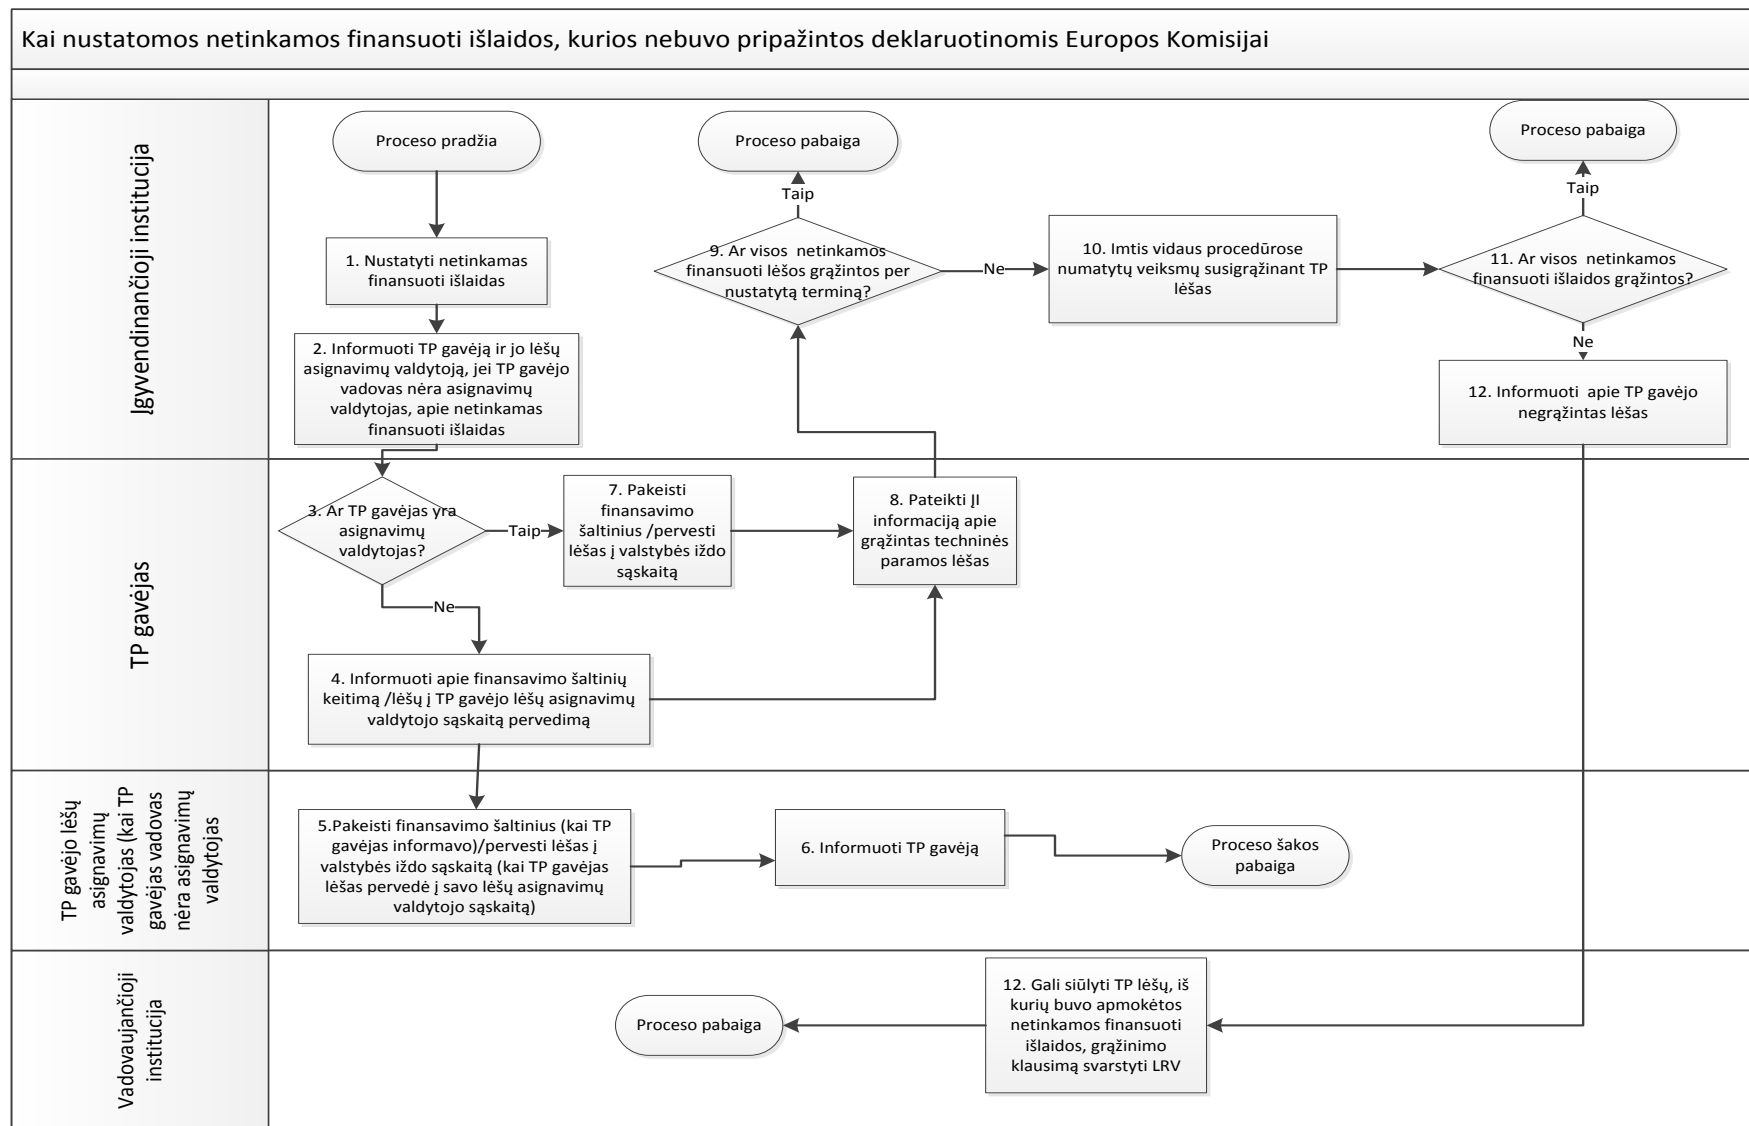 Kai nustatomos netinkamos finansuoti išlaidos, kurios nebuvo pripažintos deklaruotinomis Europos Komisijai
Įgyvendinančioji institucija
Proceso pradžia
1. Nustatyti netinkamas
finansuoti išlaidas
2. Informuoti TP gavėją ir jo lėšų
asignavimų valdytoją, jei TP gavėjo
vadovas nėra asignavimų
valdytojas, apie netinkamas
finansuoti išlaidas
Proceso pabaiga
Taip
9. Ar visos  netinkamos
finansuoti lėšos grąžintos per
nustatytą terminą?
Ne
10. Imtis vidaus procedūrose
numatytų veiksmų susigrąžinant TP
lėšas
Proceso pabaiga
Taip
11. Ar visos  netinkamos
finansuoti išlaidos grąžintos?
Ne
12. Informuoti  apie TP gavėjo
negrąžintas lėšas
TP gavėjas
3. Ar TP gavėjas yra
asignavimų
valdytojas?
Taip
7. Pakeisti
finansavimo
šaltinius /pervesti
lėšas į valstybės iždo
sąskaitą
8. Pateikti ĮI
informaciją apie
grąžintas techninės
paramos lėšas
Ne
4. Informuoti apie finansavimo šaltinių
keitimą /lėšų į TP gavėjo lėšų asignavimų
valdytojo sąskaitą pervedimą
TP gavėjo lėšų
asignavimų
valdytojas (kai TP
gavėjas vadovas
nėra asignavimų
valdytojas
5.Pakeisti finansavimo šaltinius (kai TP
gavėjas informavo)/pervesti lėšas į
valstybės iždo sąskaitą (kai TP gavėjas
lėšas pervedė į savo lėšų asignavimų
valdytojo sąskaitą)
6. Informuoti TP gavėją
Proceso šakos
pabaiga
Vadovaujančioji
institucija
Proceso pabaiga
12. Gali siūlyti TP lėšų, iš
kurių buvo apmokėtos
netinkamos finansuoti
išlaidos, grąžinimo
klausimą svarstyti LRV